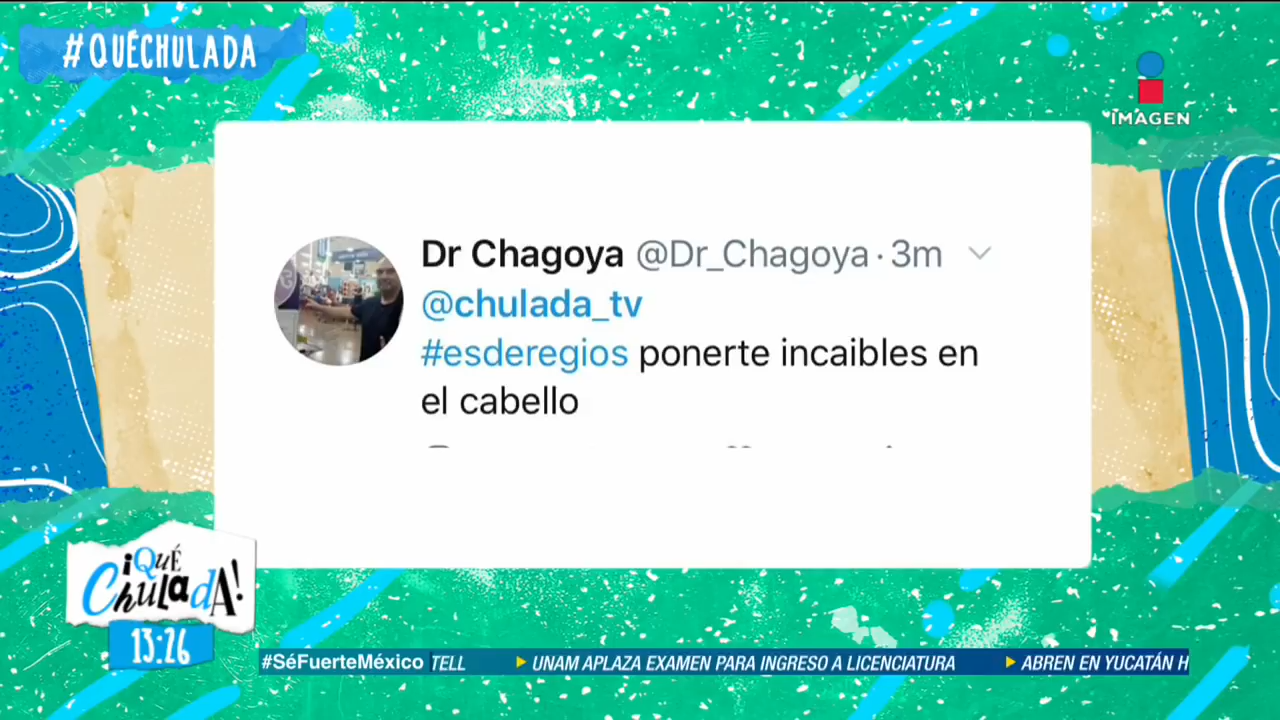 #QUÉCHULADA
IMAGEN
Dr Chagoya @Dr_Chagoya · 3m
@chulada_tv
#esderegios ponerte incaibles en
el cabello
¡QUÉ
CHULADA!
13:26
#SéFuerteMéxico TELL ▶ UNAM APLAZA EXAMEN PARA INGRESO A LICENCIATURA ▶ ABREN EN YUCATÁN H